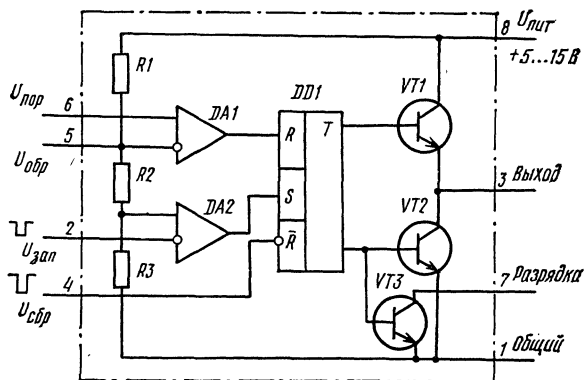 8 Uпит
+5...15 В
R1
DA1
DD1
VT1
Uпор
6
5
Uобр
R T
R2
DA2
S
3 Выход
VT2
R̅
2
Uзап
R3
4
Uсбр
VT3
7 Разрядка
1 Общий